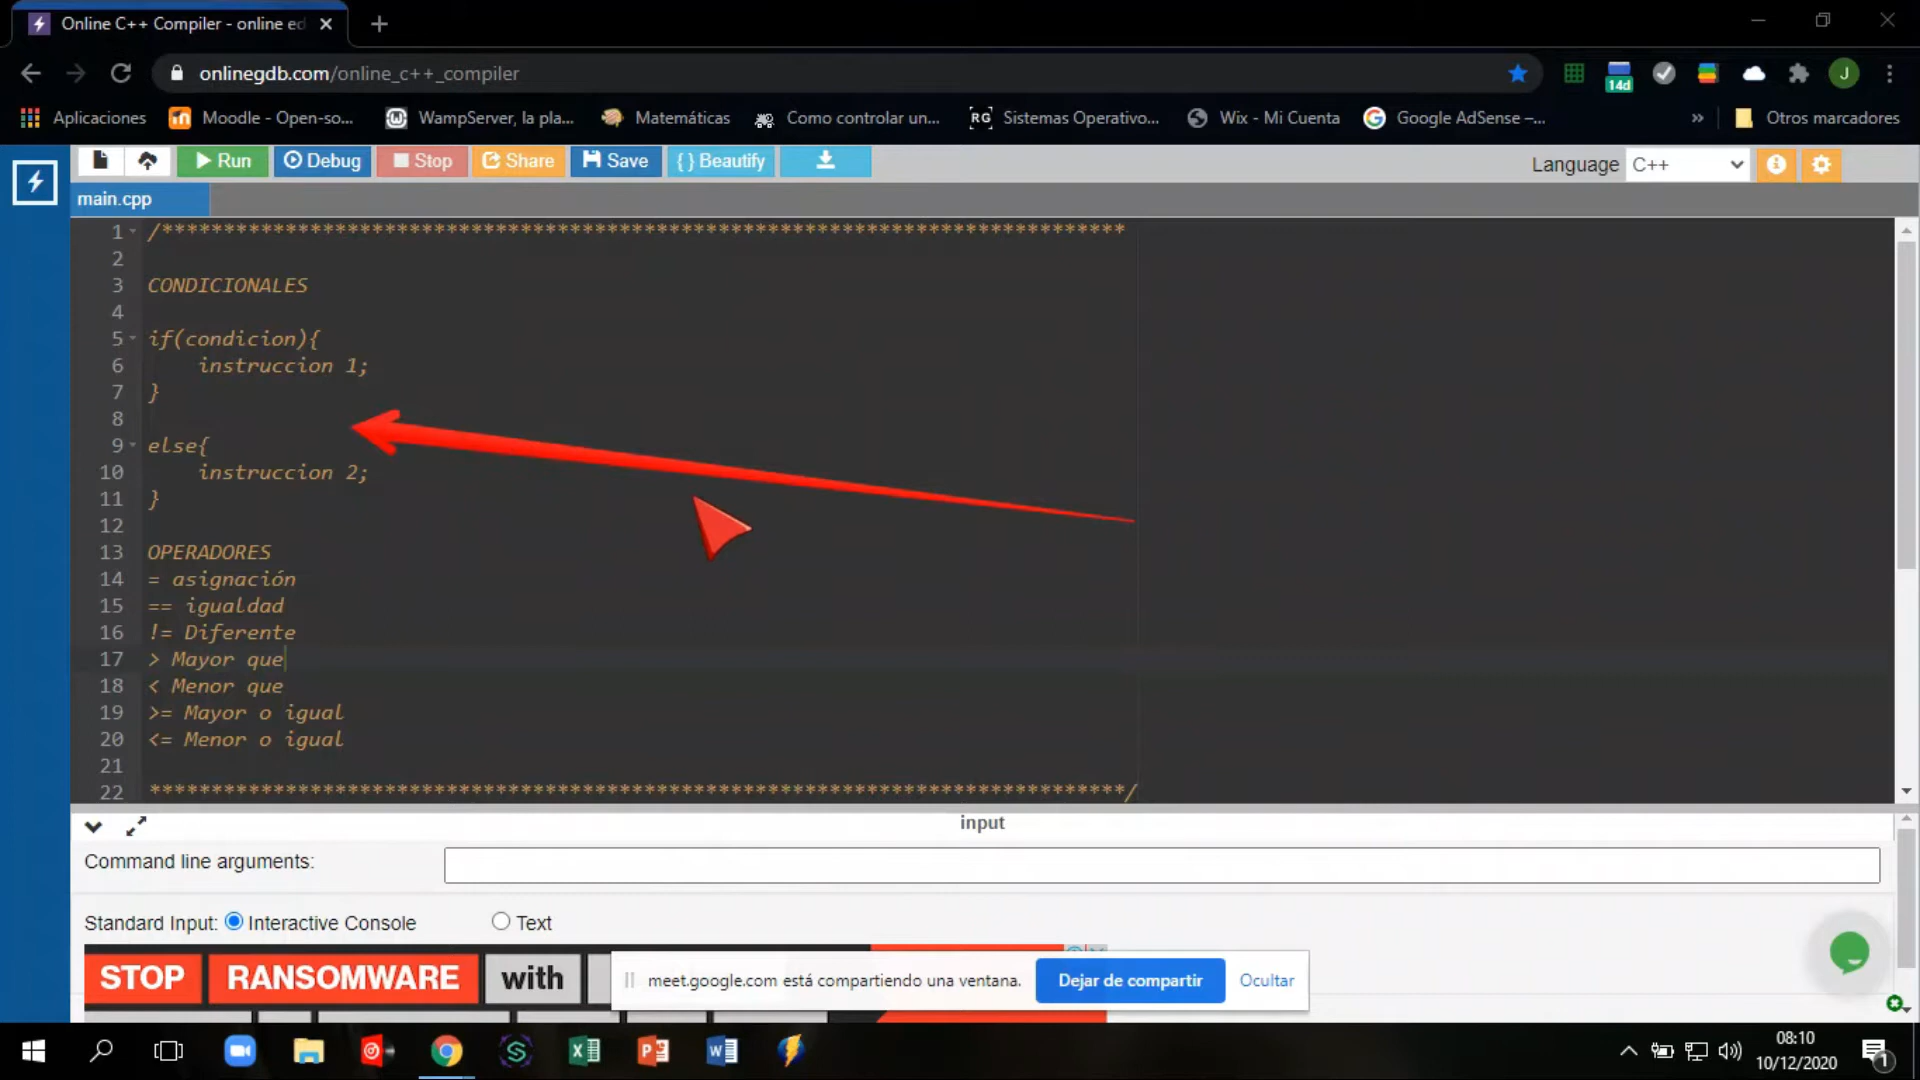 Online C++ Compiler - online ed
onlinegdb.com/online_c++_compiler
14d
J
Aplicaciones
Moodle - Open-so...
WampServer, la pla...
Matemáticas
Como controlar un...
RG
Sistemas Operativo...
Wix - Mi Cuenta
Google AdSense –...
»
Otros marcadores
Run
Debug
Stop
Share
Save
{ } Beautify
Language
C++
main.cpp
1 /******************************************************************************
2
3 CONDICIONALES
4
5 if(condicion){
6 instruccion 1;
7 }
8
9 else{
10 instruccion 2;
11 }
12
13 OPERADORES
14 = asignación
15 == igualdad
16 != Diferente
17 > Mayor que
18 < Menor que
19 >= Mayor o igual
20 <= Menor o igual
21
22 *******************************************************************************/
input
Command line arguments:
Standard Input: Interactive Console Text
STOP RANSOMWARE with
meet.google.com está compartiendo una ventana.
Dejar de compartir
Ocultar
08:10
10/12/2020
1